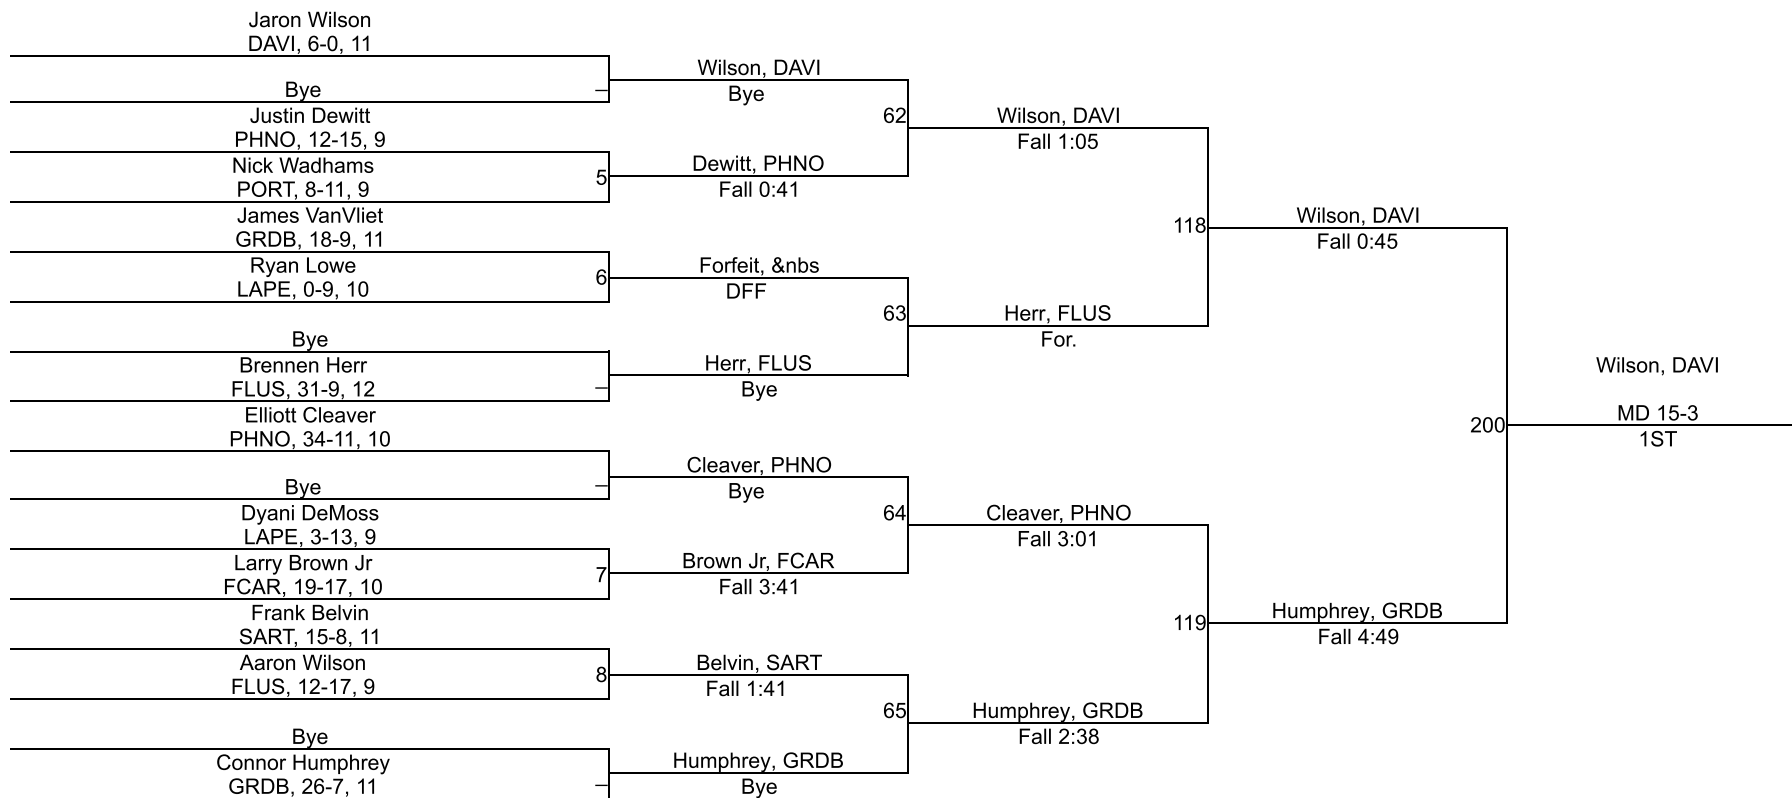 Jaron Wilson
DAVI, 6-0, 11
Bye
–
Justin Dewitt
PHNO, 12-15, 9
Nick Wadhams
PORT, 8-11, 9
5
James VanVliet
GRDB, 18-9, 11
Ryan Lowe
LAPE, 0-9, 10
6
Bye
Brennen Herr
FLUS, 31-9, 12
–
Elliott Cleaver
PHNO, 34-11, 10
Bye
–
Dyani DeMoss
LAPE, 3-13, 9
Larry Brown Jr
FCAR, 19-17, 10
7
Frank Belvin
SART, 15-8, 11
Aaron Wilson
FLUS, 12-17, 9
8
Bye
Connor Humphrey
GRDB, 26-7, 11
–
Wilson, DAVI
Bye
62
Dewitt, PHNO
Fall 0:41
Forfeit, &nbs
DFF
63
Herr, FLUS
Bye
Cleaver, PHNO
Bye
64
Brown Jr, FCAR
Fall 3:41
Belvin, SART
Fall 1:41
65
Humphrey, GRDB
Bye
Wilson, DAVI
Fall 1:05
118
Herr, FLUS
For.
Cleaver, PHNO
Fall 3:01
119
Humphrey, GRDB
Fall 2:38
Wilson, DAVI
Fall 0:45
200
Humphrey, GRDB
Fall 4:49
Wilson, DAVI
MD 15-3
1ST